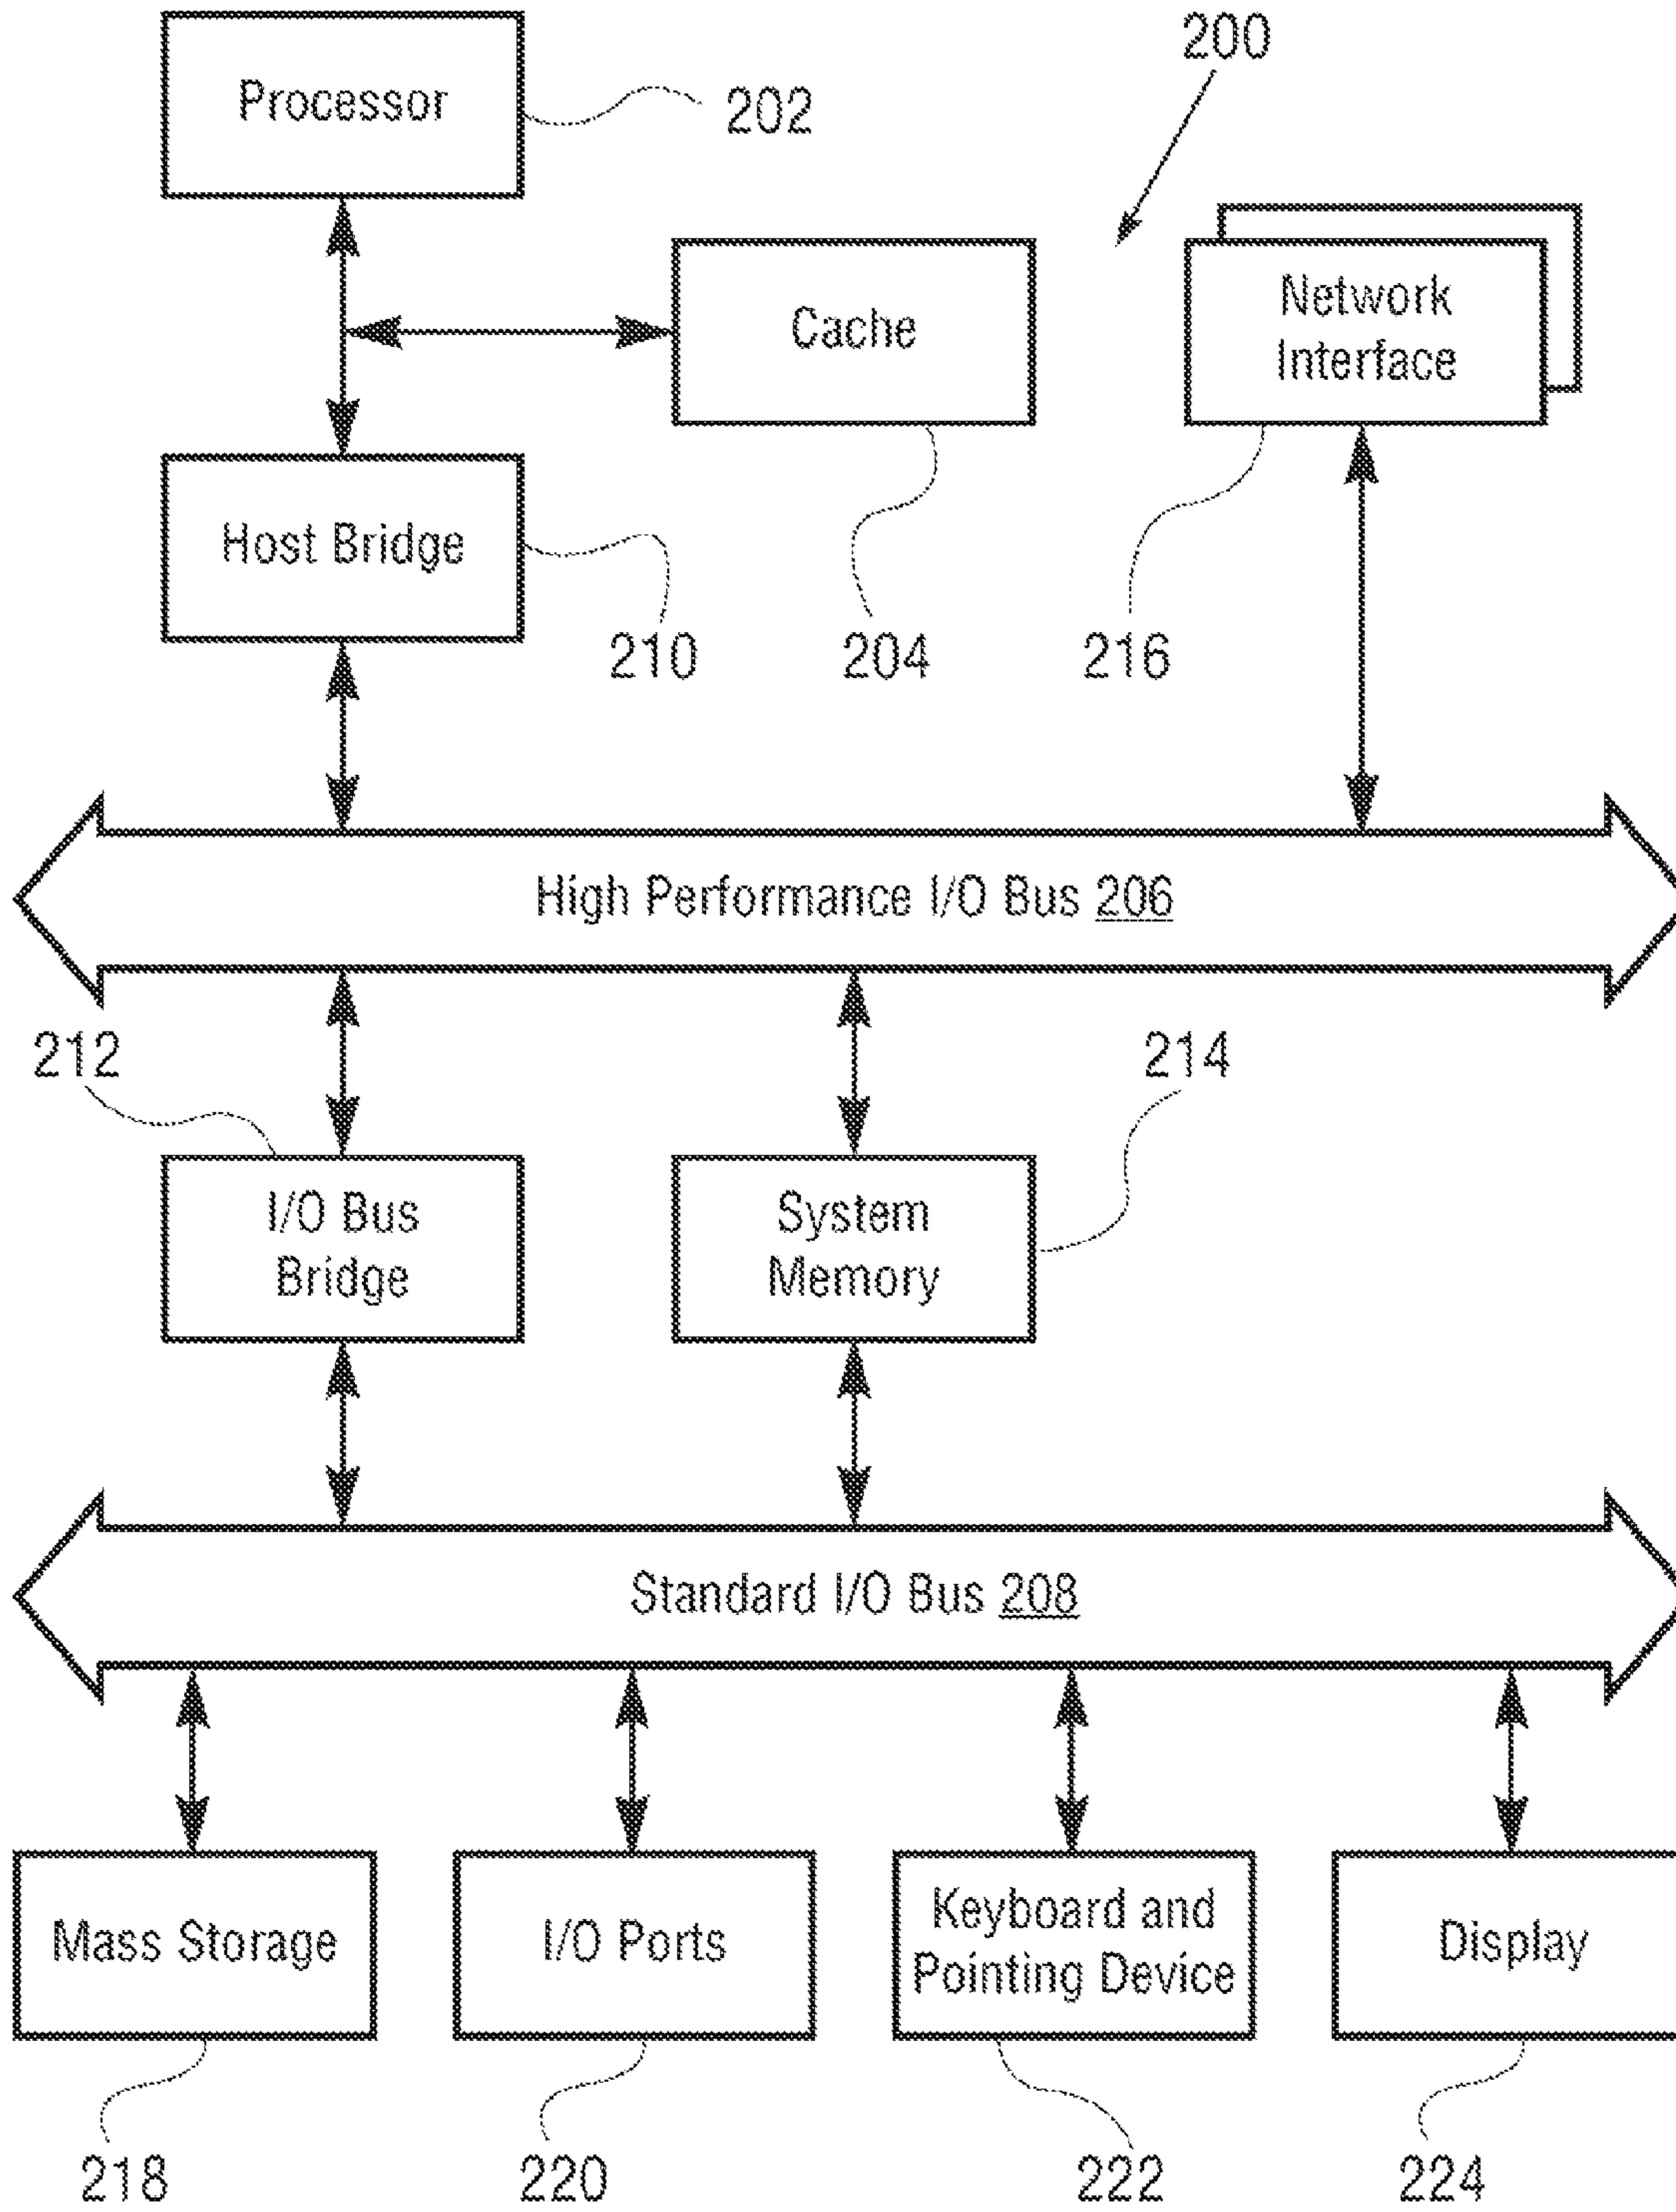 200
Processor
202
Network
Interface
Cache
Host Bridge
210
204
216
High Performance I/O Bus 206
212
214
I/O Bus
Bridge
System
Memory
Standard I/O Bus 208
Mass Storage
I/O Ports
Keyboard and
Pointing Device
Display
218
220
222
224